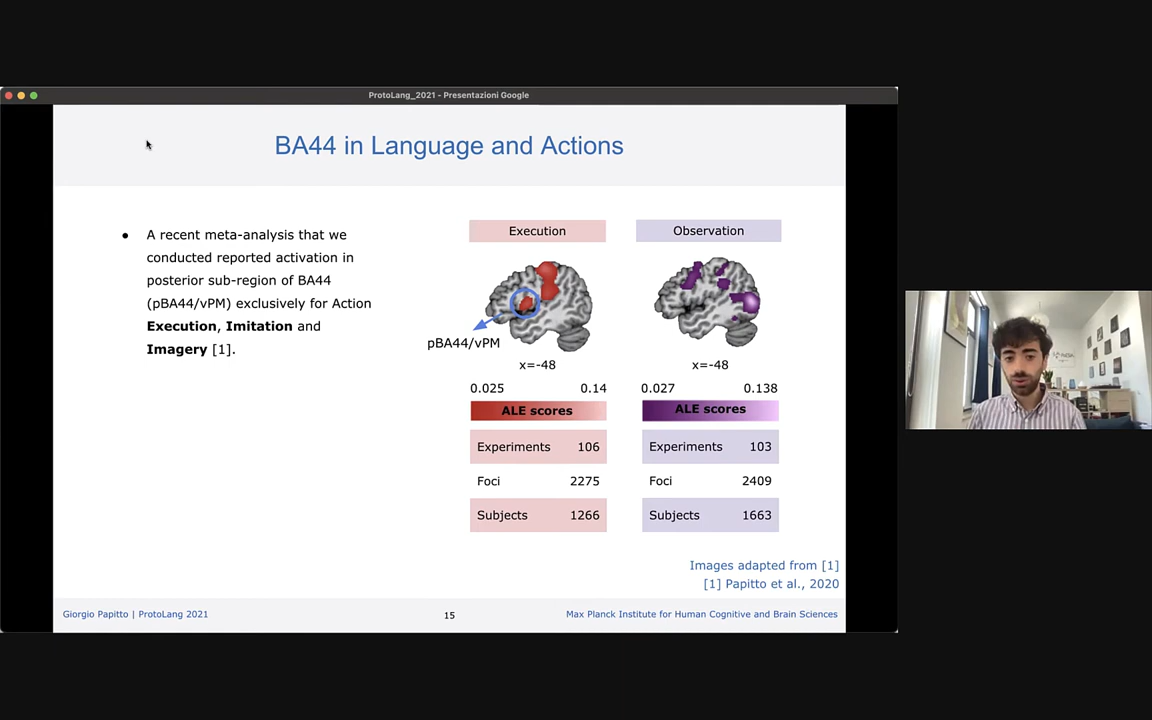 ProtoLang_2021 - Presentazioni Google
BA44 in Language and Actions
● A recent meta-analysis that we
conducted reported activation in
posterior sub-region of BA44
(pBA44/vPM) exclusively for Action
Execution, Imitation and
Imagery [1].
Execution
pBA44/vPM
x=-48
0.025 0.14
ALE scores
Experiments 106
Foci 2275
Subjects 1266
Observation
x=-48
0.027 0.138
ALE scores
Experiments 103
Foci 2409
Subjects 1663
Images adapted from [1]
[1] Papitto et al., 2020
Giorgio Papitto | ProtoLang 2021
15
Max Planck Institute for Human Cognitive and Brain Sciences